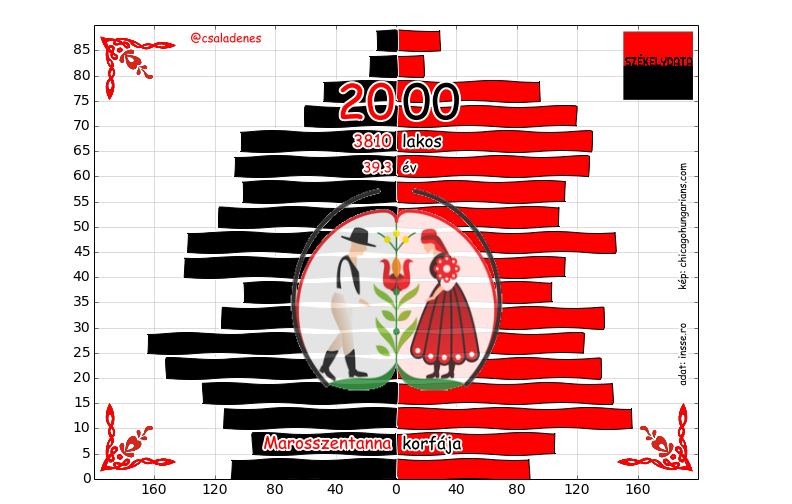 @csaladenes
SZÉKELYDATA
2000
3810 lakos
39.3 év
kép: chicagohungarians.com
adat: insse.ro
Marosszentanna korfája
85
80
75
70
65
60
55
50
45
40
35
30
25
20
15
10
5
0
160 120 80 40 0 40 80 120 160